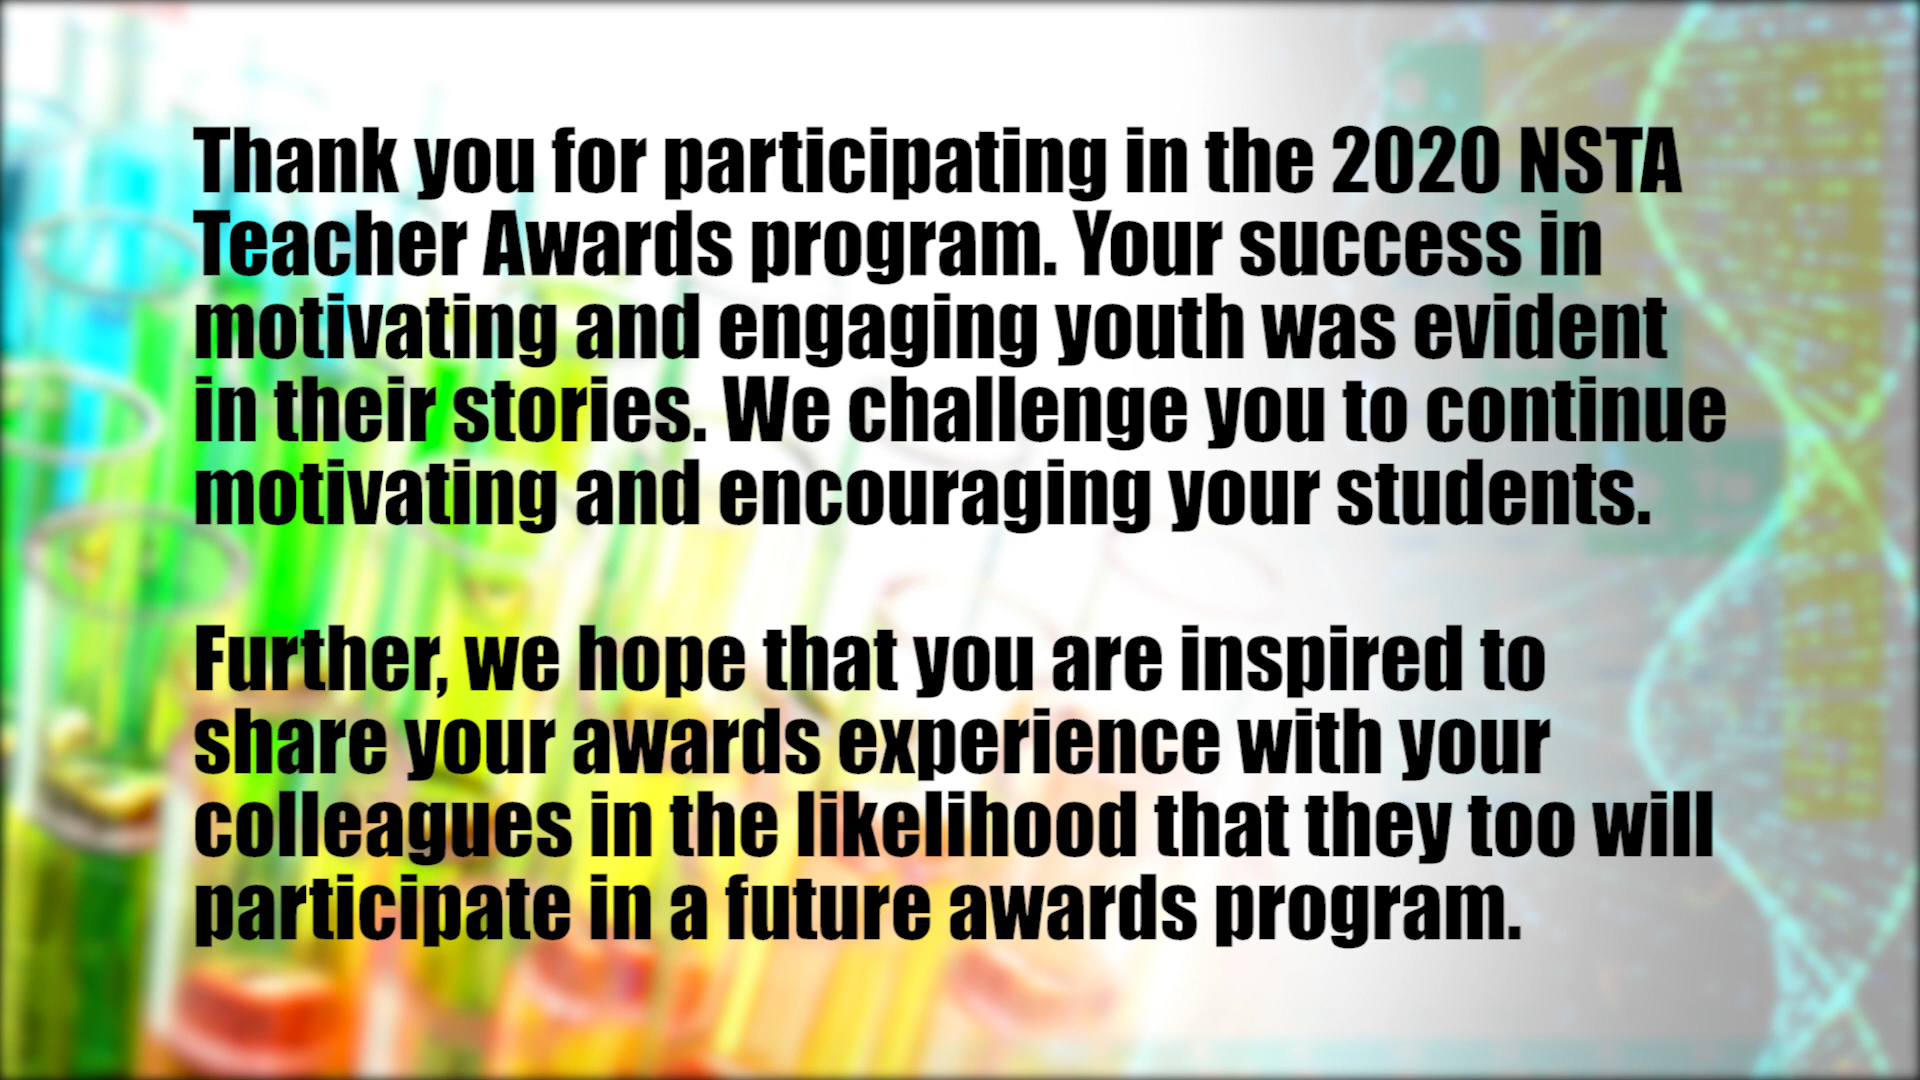 Thank you for participating in the 2020 NSTA
Teacher Awards program. Your success in
motivating and engaging youth was evident
in their stories. We challenge you to continue
motivating and encouraging your students.
Further, we hope that you are inspired to
share your awards experience with your
colleagues in the likelihood that they too will
participate in a future awards program.